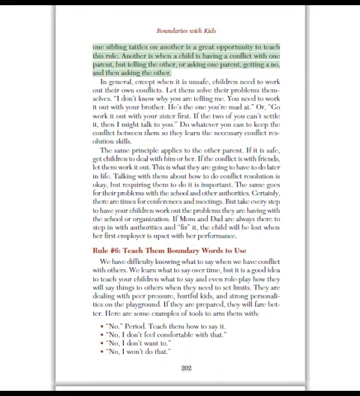 Boundaries with Kids
one sibling tattles on another is a great opportunity to teach
this rule. Another is when a child is having a conflict with one
parent, but telling the other, or asking one parent, getting a no,
and then asking the other.
In general, except when it is unsafe, children need to work
out their own conflicts. Let them solve their problems them-
selves. "I don't know why you are telling me. You need to work
it out with your brother. He's the one you're mad at." Or, "Go
work it out with your sister first. If the two of you can't settle
it, then I might talk to you." Do whatever you can to keep the
conflict between them so they learn the necessary conflict res-
olution skills.
The same principle applies to the other parent. If it is safe,
get children to deal with him or her. If the conflict is with friends,
let them work it out. This is what they are going to have to do later
in life. Talking with them about how to do conflict resolution is
okay, but requiring them to do it is important. The same goes
for their problems with the school and other authorities. Certainly,
there are times for conferences and meetings. But take every step
to have your children work out the problems they are having with
the school or organization. If Mom and Dad are always there to
step in with authorities and "fix" it, the child will be lost when
her first employer is upset with her performance.
Rule #6: Teach Them Boundary Words to Use
We have difficulty knowing what to say when we have conflict
with others. We learn what to say over time, but it is a good idea
to teach your children what to say and even role-play how they
will say things to others when they need to set limits. They are
dealing with peer pressure, hurtful kids, and strong personali-
ties on the playground. If they are prepared, they will fare bet-
ter. Here are some examples of tools to arm them with:
• "No." Period. Teach them how to say it.
• "No, I don't feel comfortable with that."
• "No, I don't want to."
• "No, I won't do that."
202